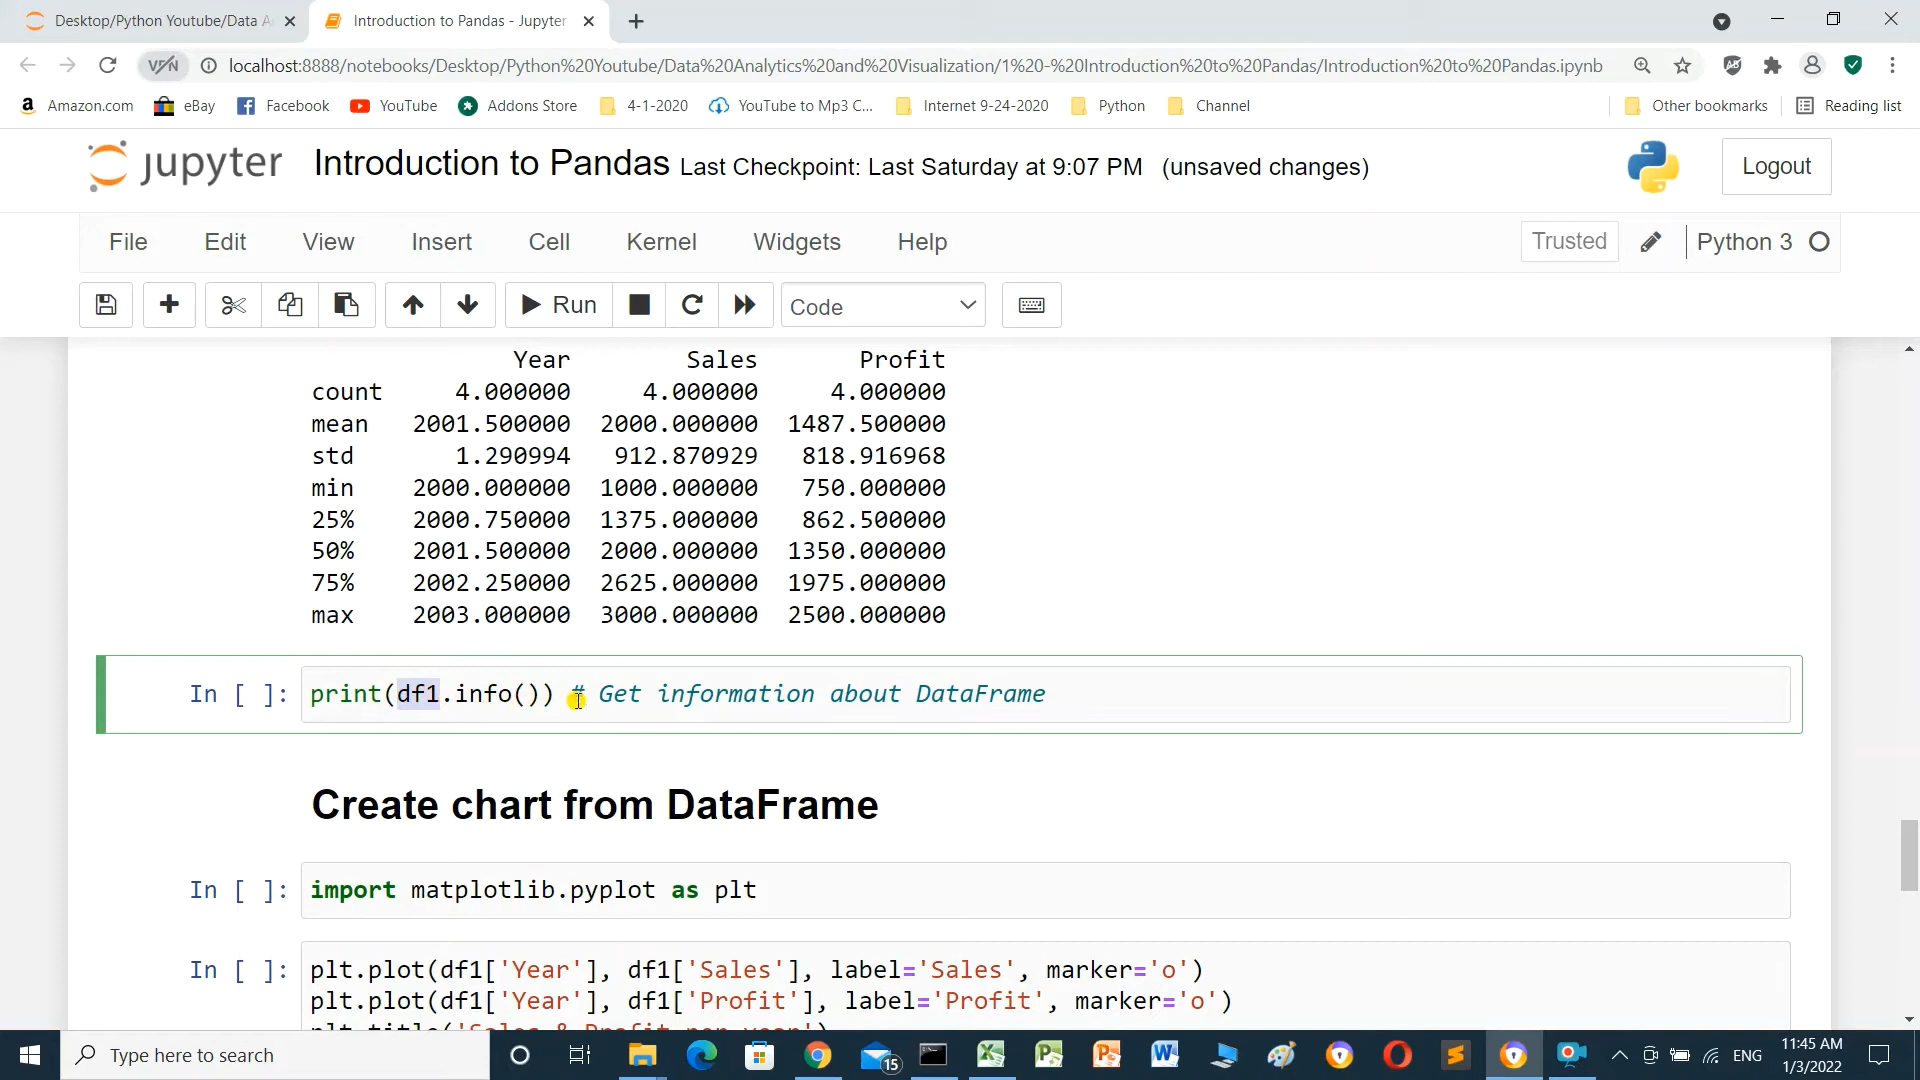 Desktop/Python Youtube/Data A
Introduction to Pandas - Jupyter
VPN
localhost:8888/notebooks/Desktop/Python%20Youtube/Data%20Analytics%20and%20Visualization/1%20-%20Introduction%20to%20Pandas/Introduction%20to%20Pandas.ipynb
Amazon.com eBay Facebook YouTube Addons Store 4-1-2020 YouTube to Mp3 C... Internet 9-24-2020 Python Channel Other bookmarks Reading list
jupyter Introduction to Pandas Last Checkpoint: Last Saturday at 9:07 PM (unsaved changes) Logout
File Edit View Insert Cell Kernel Widgets Help Trusted Python 3
Run Code
Year Sales Profit
count 4.000000 4.000000 4.000000
mean 2001.500000 2000.000000 1487.500000
std 1.290994 912.870929 818.916968
min 2000.000000 1000.000000 750.000000
25% 2000.750000 1375.000000 862.500000
50% 2001.500000 2000.000000 1350.000000
75% 2002.250000 2625.000000 1975.000000
max 2003.000000 3000.000000 2500.000000
In [ ]: print(df1.info()) # Get information about DataFrame
Create chart from DataFrame
In [ ]: import matplotlib.pyplot as plt
In [ ]: plt.plot(df1['Year'], df1['Sales'], label='Sales', marker='o')
plt.plot(df1['Year'], df1['Profit'], label='Profit', marker='o')
plt.title('Sales & Profit per year')
Type here to search
15
ENG
11:45 AM
1/3/2022